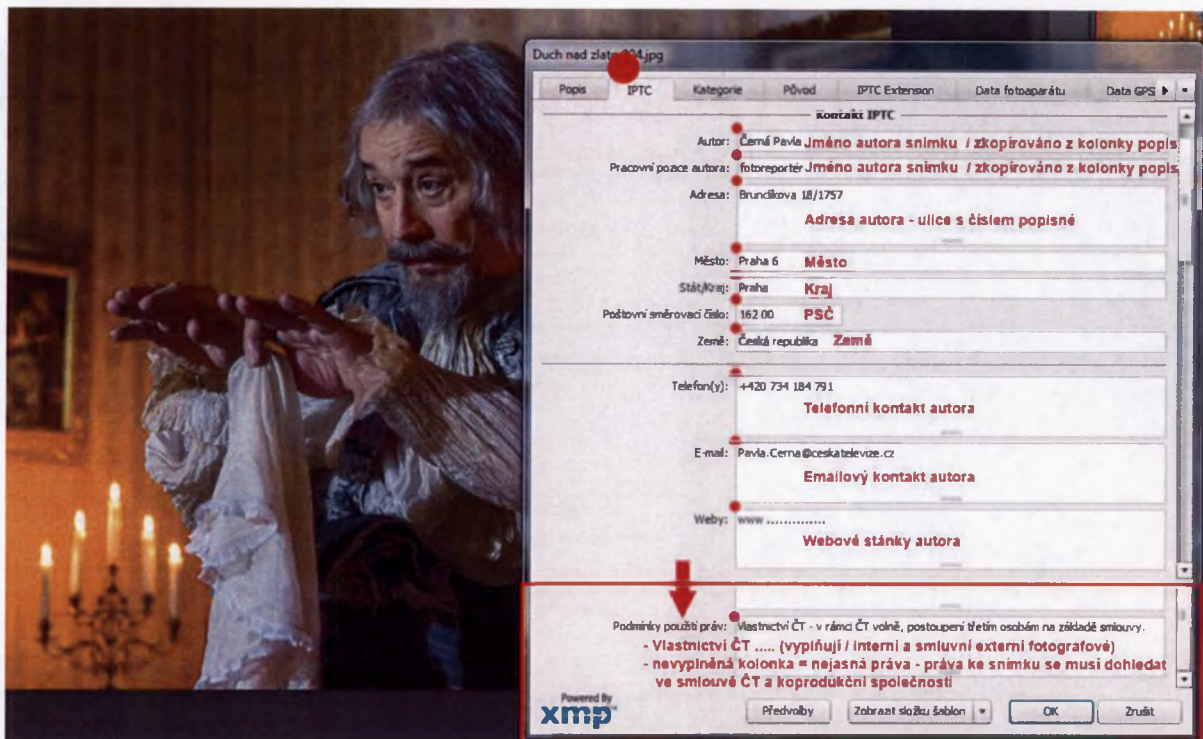 Duch nad zlato 004.jpg
Popis IPTC Kategorie Původ IPTC Extension Data fotoaparátu Data GPS
Kontakt IPTC
Autor: Černá Pavla Jméno autora snímku / zkopírováno z kolonky popis
Pracovní pozice autora: fotoreportér Jméno autora snímku / zkopírováno z kolonky popis
Adresa: Brunclíkova 18/1757
Adresa autora - ulice s číslem popisné
Město: Praha 6 Město
Stát/Kraj: Praha Kraj
Poštovní směrovací číslo: 162 00 PSČ
Země: Česká republika Země
Telefon(y): +420 734 184 791
Telefonní kontakt autora
E-mail: Pavla.Cerna@ceskatelevize.cz
Emailový kontakt autora
Weby: www ..............
Webové stánky autora
Podmínky použití práv: Vlastnictví ČT - v rámci ČT volně, postoupení třetím osobám na základě smlouvy.
- Vlastnictví ČT ..... (vyplňují / interní a smluvní externí fotografové)
- nevyplněná kolonka = nejasná práva - práva ke snímku se musí dohledat
ve smlouvě ČT a koprodukční společnosti
Powered By
xmp
Předvolby Zobrazit složku šablon OK Zrušit